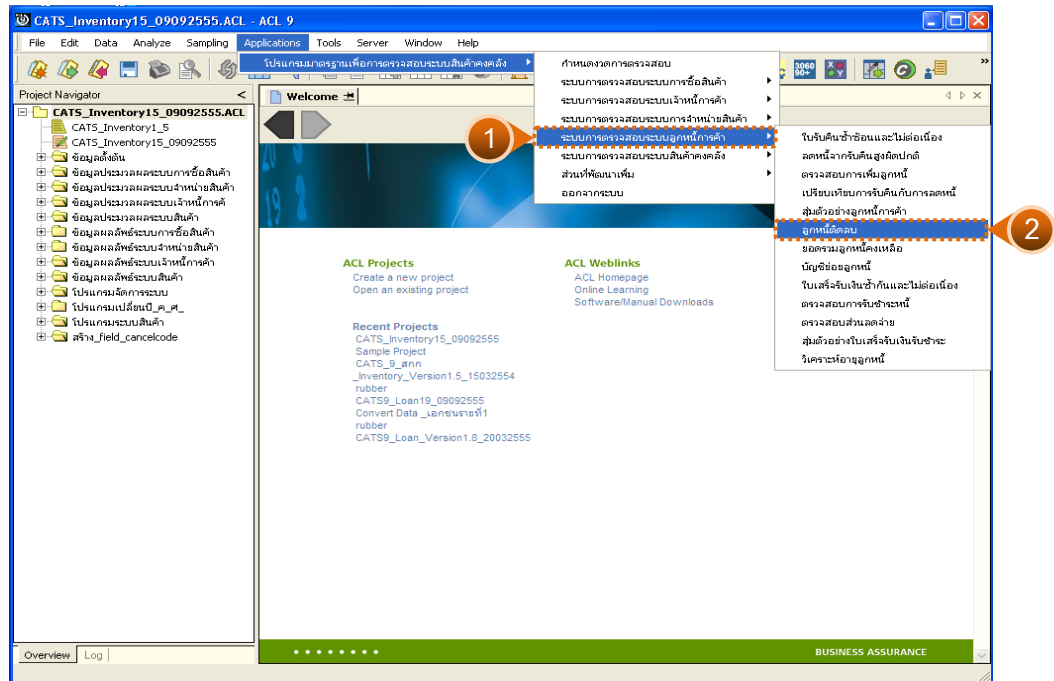 CATS_Inventory15_09092555.ACL - ACL 9
File Edit Data Analyze Sampling Applications Tools Server Window Help
โปรแกรมมาตรฐานเพื่อการตรวจสอบระบบสินค้าคงคลัง
กำหนดงวดการตรวจสอบ
ระบบการตรวจสอบระบบการซื้อสินค้า
ระบบการตรวจสอบระบบเจ้าหนี้การค้า
ระบบการตรวจสอบระบบการจำหน่ายสินค้า
1
ระบบการตรวจสอบระบบลูกหนี้การค้า
ระบบการตรวจสอบระบบสินค้าคงคลัง
ส่วนที่พัฒนาเพิ่ม
ออกจากระบบ
ใบรับคืนซ้ำซ้อนและไม่ต่อเนื่อง
ลดหนี้จากรับคืนสูงผิดปกติ
ตรวจสอบการเพิ่มลูกหนี้
เปรียบเทียบการรับคืนกับการลดหนี้
สุ่มตัวอย่างลูกหนี้การค้า
ลูกหนี้ติดลบ
2
ยอดรวมลูกหนี้คงเหลือ
บัญชีย่อยลูกหนี้
ใบเสร็จรับเงินซ้ำกันและไม่ต่อเนื่อง
ตรวจสอบการรับชำระหนี้
ตรวจสอบส่วนลดจ่าย
สุ่มตัวอย่างใบเสร็จรับเงินรับชำระ
วิเคราะห์อายุลูกหนี้
Project Navigator <
CATS_Inventory15_09092555.ACL
CATS_Inventory1_5
CATS_Inventory15_09092555
ข้อมูลตั้งต้น
ข้อมูลประมวลผลระบบการซื้อสินค้า
ข้อมูลประมวลผลระบบจำหน่ายสินค้า
ข้อมูลประมวลผลระบบเจ้าหนี้การค้
ข้อมูลประมวลผลระบบสินค้า
ข้อมูลผลลัพธ์ระบบการซื้อสินค้า
ข้อมูลผลลัพธ์ระบบจำหน่ายสินค้า
ข้อมูลผลลัพธ์ระบบเจ้าหนี้การค้า
ข้อมูลผลลัพธ์ระบบสินค้า
โปรแกรมจัดการระบบ
โปรแกรมเปลี่ยนปี_ค_ศ_
โปรแกรมระบบสินค้า
สร้าง_field_cancelcode
Overview Log
Welcome
ACL Projects
Create a new project
Open an existing project
Recent Projects
CATS_Inventory15_09092555
Sample Project
CATS_9_สกก
_Inventory_Version1.5_15032554
rubber
CATS9_Loan19_09092555
Convert Data _เอกชนรายที่1
rubber
CATS9_Loan_Version1.8_20032555
ACL Weblinks
ACL Homepage
Online Learning
Software/Manual Downloads
BUSINESS ASSURANCE